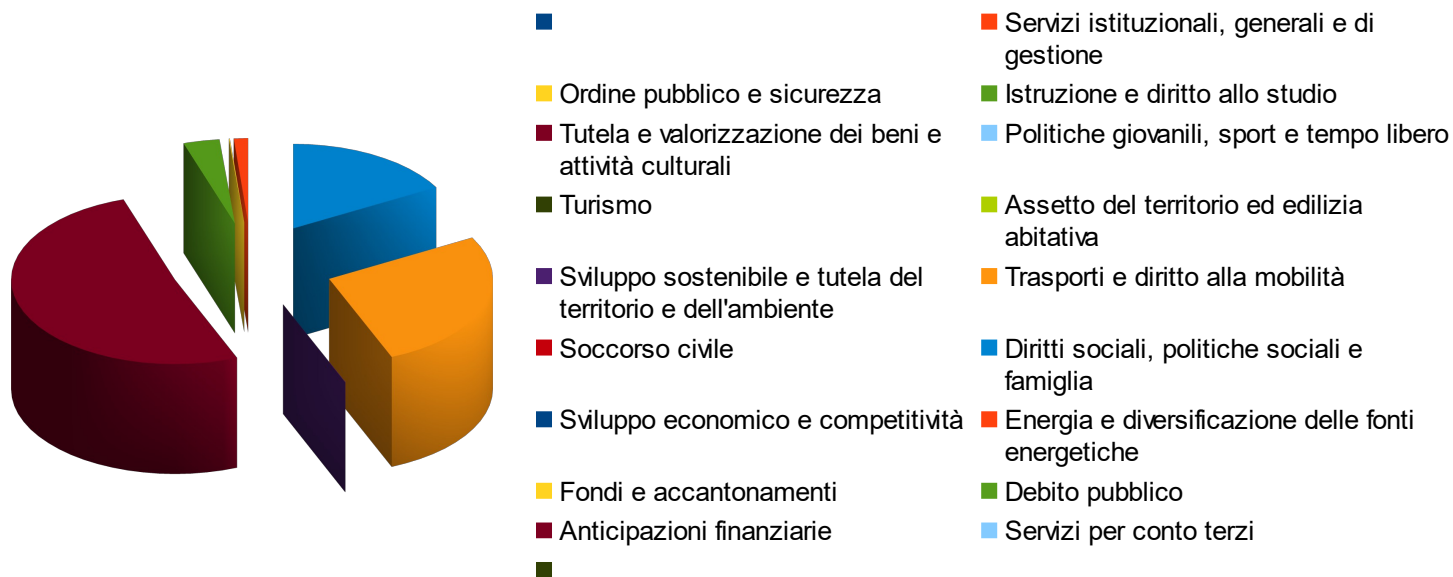 Servizi istituzionali, generali e di
gestione
Ordine pubblico e sicurezza
Istruzione e diritto allo studio
Tutela e valorizzazione dei beni e
attività culturali
Politiche giovanili, sport e tempo libero
Turismo
Assetto del territorio ed edilizia
abitativa
Sviluppo sostenibile e tutela del
territorio e dell'ambiente
Trasporti e diritto alla mobilità
Soccorso civile
Diritti sociali, politiche sociali e
famiglia
Sviluppo economico e competitività
Energia e diversificazione delle fonti
energetiche
Fondi e accantonamenti
Debito pubblico
Anticipazioni finanziarie
Servizi per conto terzi